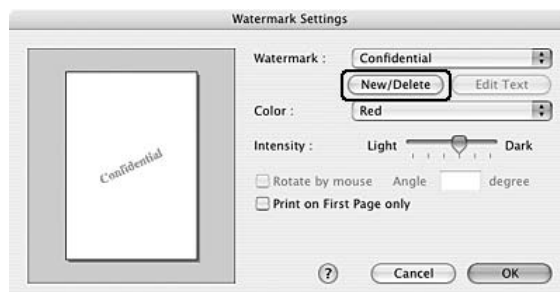 Watermark Settings
Watermark : Confidential
New/Delete Edit Text
Color : Red
Intensity : Light Dark
Confidential
Rotate by mouse Angle degree
Print on First Page only
? Cancel OK